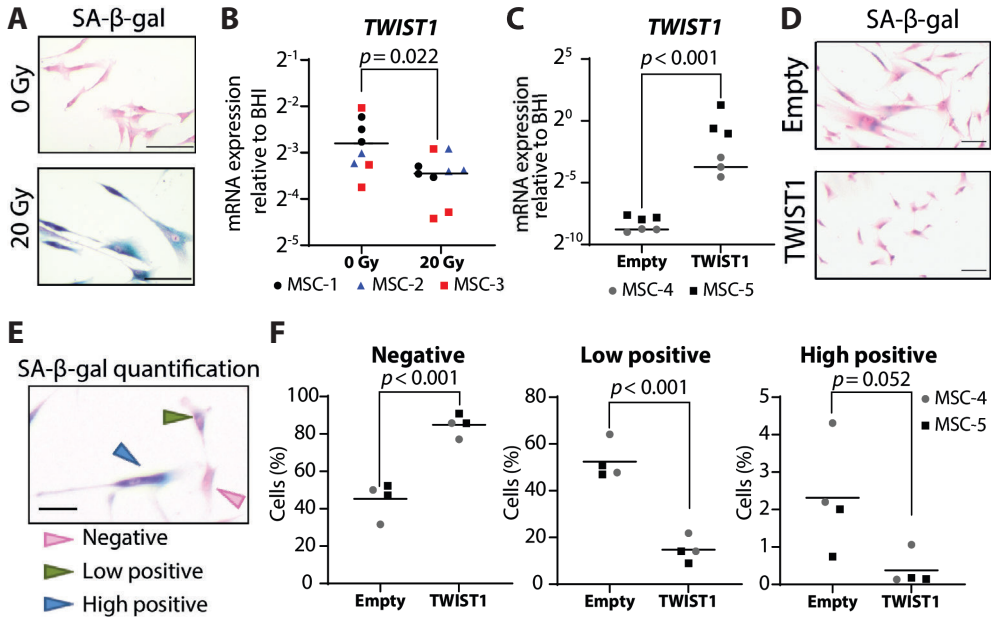 A
SA-β-gal
0 Gy
20 Gy
B
TWIST1
p = 0.022
mRNA expression
relative to BHI
2-1
2-2
2-3
2-4
2-5
0 Gy 20 Gy
MSC-1 MSC-2 MSC-3
C
TWIST1
p < 0.001
mRNA expression
relative to BHI
25
20
2-5
2-10
Empty TWIST1
MSC-4 MSC-5
D
SA-β-gal
Empty
TWIST1
E
SA-β-gal quantification
Negative
Low positive
High positive
F
Negative
p < 0.001
Cells (%)
100
80
60
40
20
0
Empty TWIST1
Low positive
p < 0.001
Cells (%)
80
60
40
20
0
Empty TWIST1
High positive
p = 0.052
MSC-4
MSC-5
Cells (%)
5
4
3
2
1
0
Empty TWIST1